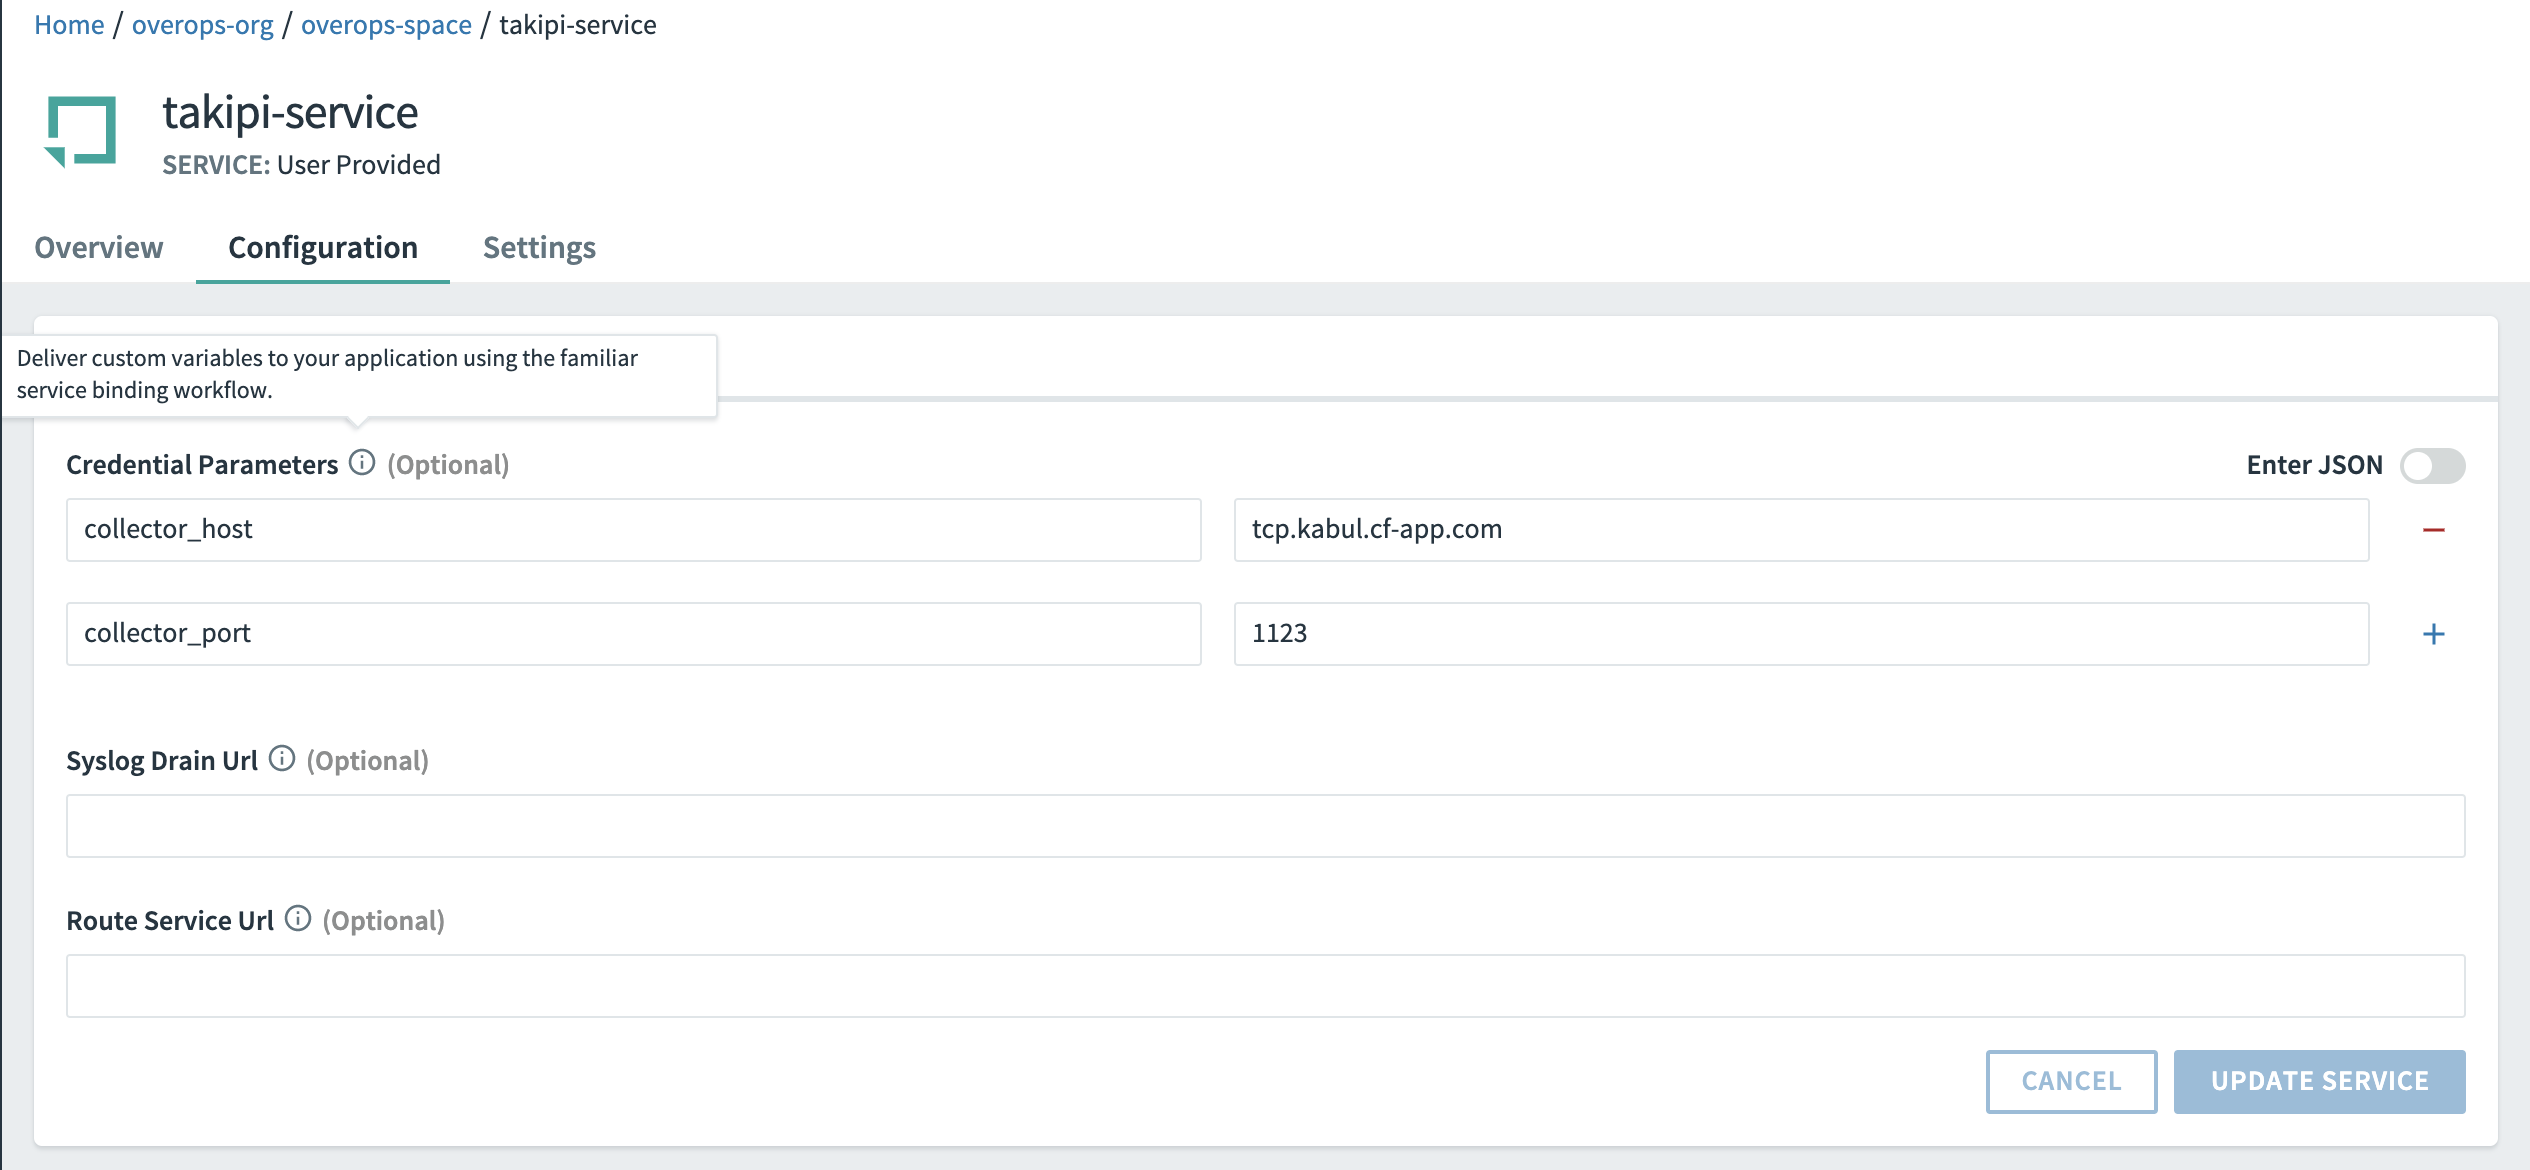 Home / overops-org / overops-space / takipi-service
takipi-service
SERVICE: User Provided
Overview Configuration Settings
Deliver custom variables to your application using the familiar
service binding workflow.
Credential Parameters (Optional) Enter JSON
collector_host tcp.kabul.cf-app.com
collector_port 1123
Syslog Drain Url (Optional)
Route Service Url (Optional)
CANCEL UPDATE SERVICE